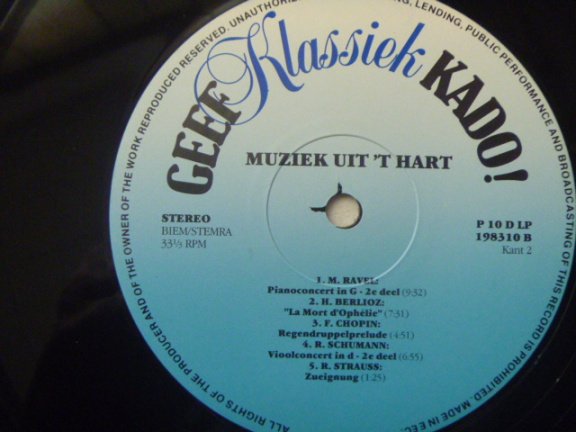 GEEF Klassiek KADO!
MUZIEK UIT 'T HART
STEREO
BIEM/STEMRA
33⅓ RPM
P 10 D LP
198310 B
Kant 2
1. M. RAVEL:
Pianoconcert in G - 2e deel (9:32)
2. H. BERLIOZ:
"La Mort d'Ophélie" (7:31)
3. F. CHOPIN:
Regendruppelprelude (4:51)
4. R. SCHUMANN:
Vioolconcert in d - 2e deel (6:55)
5. R. STRAUSS:
Zueignung (1:25)
ALL RIGHTS OF THE PRODUCER AND OF THE OWNER OF THE WORK REPRODUCED RESERVED. UNAUTHORIZED LENDING, PUBLIC PERFORMANCE AND BROADCASTING OF THIS RECORD IS PROHIBITED. MADE IN EEC